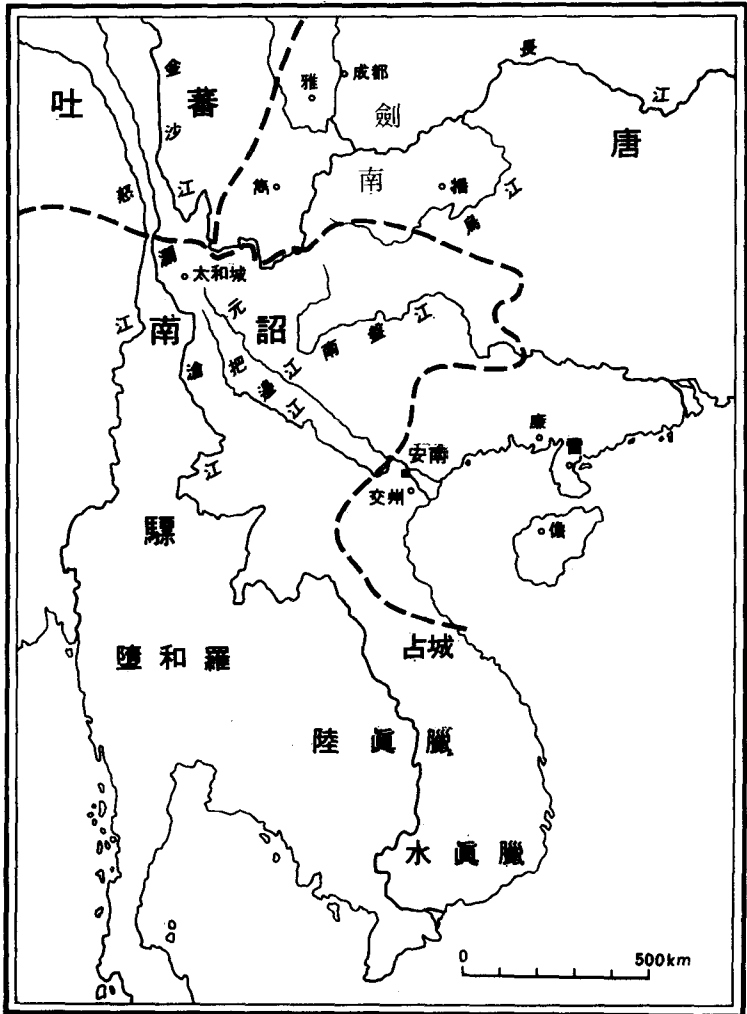 吐蕃
唐
金沙江
怒江
雅
成都
劍南
長江
嶲
播
烏江
瀾滄江
太和城
南詔
元江
把邊江
南盤江
安南
交州
廉
雷
儋
驃
墮和羅
占城
陸眞臘
水眞臘
0 500km